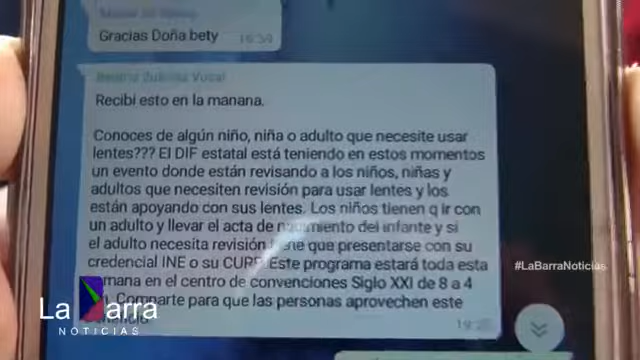 Gracias Doña bety 16:50
Recibi esto en la manana.
Conoces de algún niño, niña o adulto que necesite usar
lentes??? El DIF estatal está teniendo en estos momentos
un evento donde están revisando a los niños, niñas y
adultos que necesiten revisión para usar lentes y los
están apoyando con sus lentes. Los niños tienen q ir con
un adulto y llevar el acta de nacimiento del infante y si
el adulto necesita revisión tiene que presentarse con su
credencial INE o su CURP. Este programa estará toda esta
#LaBarraNoticias
mana en el centro de convenciones Siglo XXI de 8 a 4
Comparte para que las personas aprovechen este
La Barra
NOTICIAS